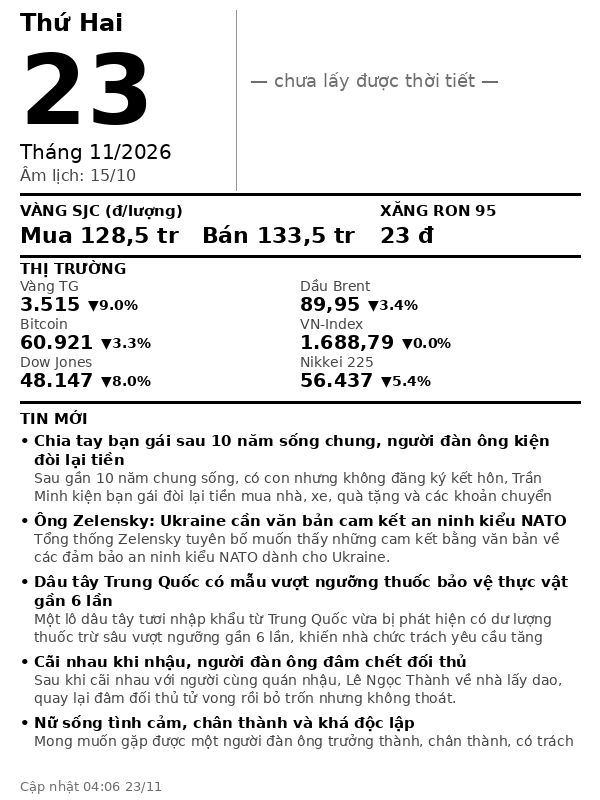 Thứ Hai
23
Tháng 11/2026
Âm lịch: 15/10
— chưa lấy được thời tiết —
VÀNG SJC (đ/lượng)
Mua 128,5 tr Bán 133,5 tr
XĂNG RON 95
23 đ
THỊ TRƯỜNG
Vàng TG
3.515 ▼9.0%
Dầu Brent
89,95 ▼3.4%
Bitcoin
60.921 ▼3.3%
VN-Index
1.688,79 ▼0.0%
Dow Jones
48.147 ▼8.0%
Nikkei 225
56.437 ▼5.4%
TIN MỚI
• Chia tay bạn gái sau 10 năm sống chung, người đàn ông kiện
đòi lại tiền
Sau gần 10 năm chung sống, có con nhưng không đăng ký kết hôn, Trần
Minh kiện bạn gái đòi lại tiền mua nhà, xe, quà tặng và các khoản chuyển
• Ông Zelensky: Ukraine cần văn bản cam kết an ninh kiểu NATO
Tổng thống Zelensky tuyên bố muốn thấy những cam kết bằng văn bản về
các đảm bảo an ninh kiểu NATO dành cho Ukraine.
• Dâu tây Trung Quốc có mẫu vượt ngưỡng thuốc bảo vệ thực vật
gần 6 lần
Một lô dâu tây tươi nhập khẩu từ Trung Quốc vừa bị phát hiện có dư lượng
thuốc trừ sâu vượt ngưỡng gần 6 lần, khiến nhà chức trách yêu cầu tăng
• Cãi nhau khi nhậu, người đàn ông đâm chết đối thủ
Sau khi cãi nhau với người cùng quán nhậu, Lê Ngọc Thành về nhà lấy dao,
quay lại đâm đối thủ tử vong rồi bỏ trốn nhưng không thoát.
• Nữ sống tình cảm, chân thành và khá độc lập
Mong muốn gặp được một người đàn ông trưởng thành, chân thành, có trách
Cập nhật 04:06 23/11